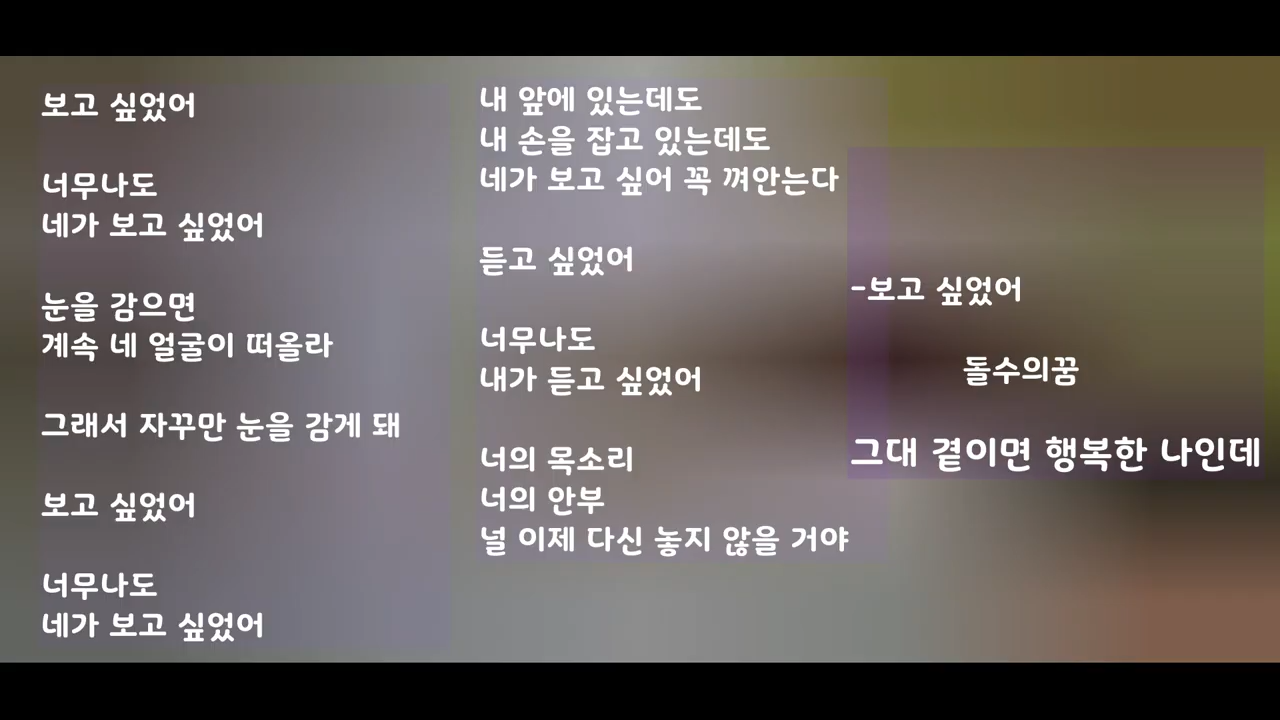 보고 싶었어
너무나도
네가 보고 싶었어
눈을 감으면
계속 네 얼굴이 떠올라
그래서 자꾸만 눈을 감게 돼
보고 싶었어
너무나도
네가 보고 싶었어
내 앞에 있는데도
내 손을 잡고 있는데도
네가 보고 싶어 꼭 껴안는다
듣고 싶었어
너무나도
내가 듣고 싶었어
너의 목소리
너의 안부
널 이제 다신 놓지 않을 거야
-보고 싶었어
돌수의꿈
그대 곁이면 행복한 나인데